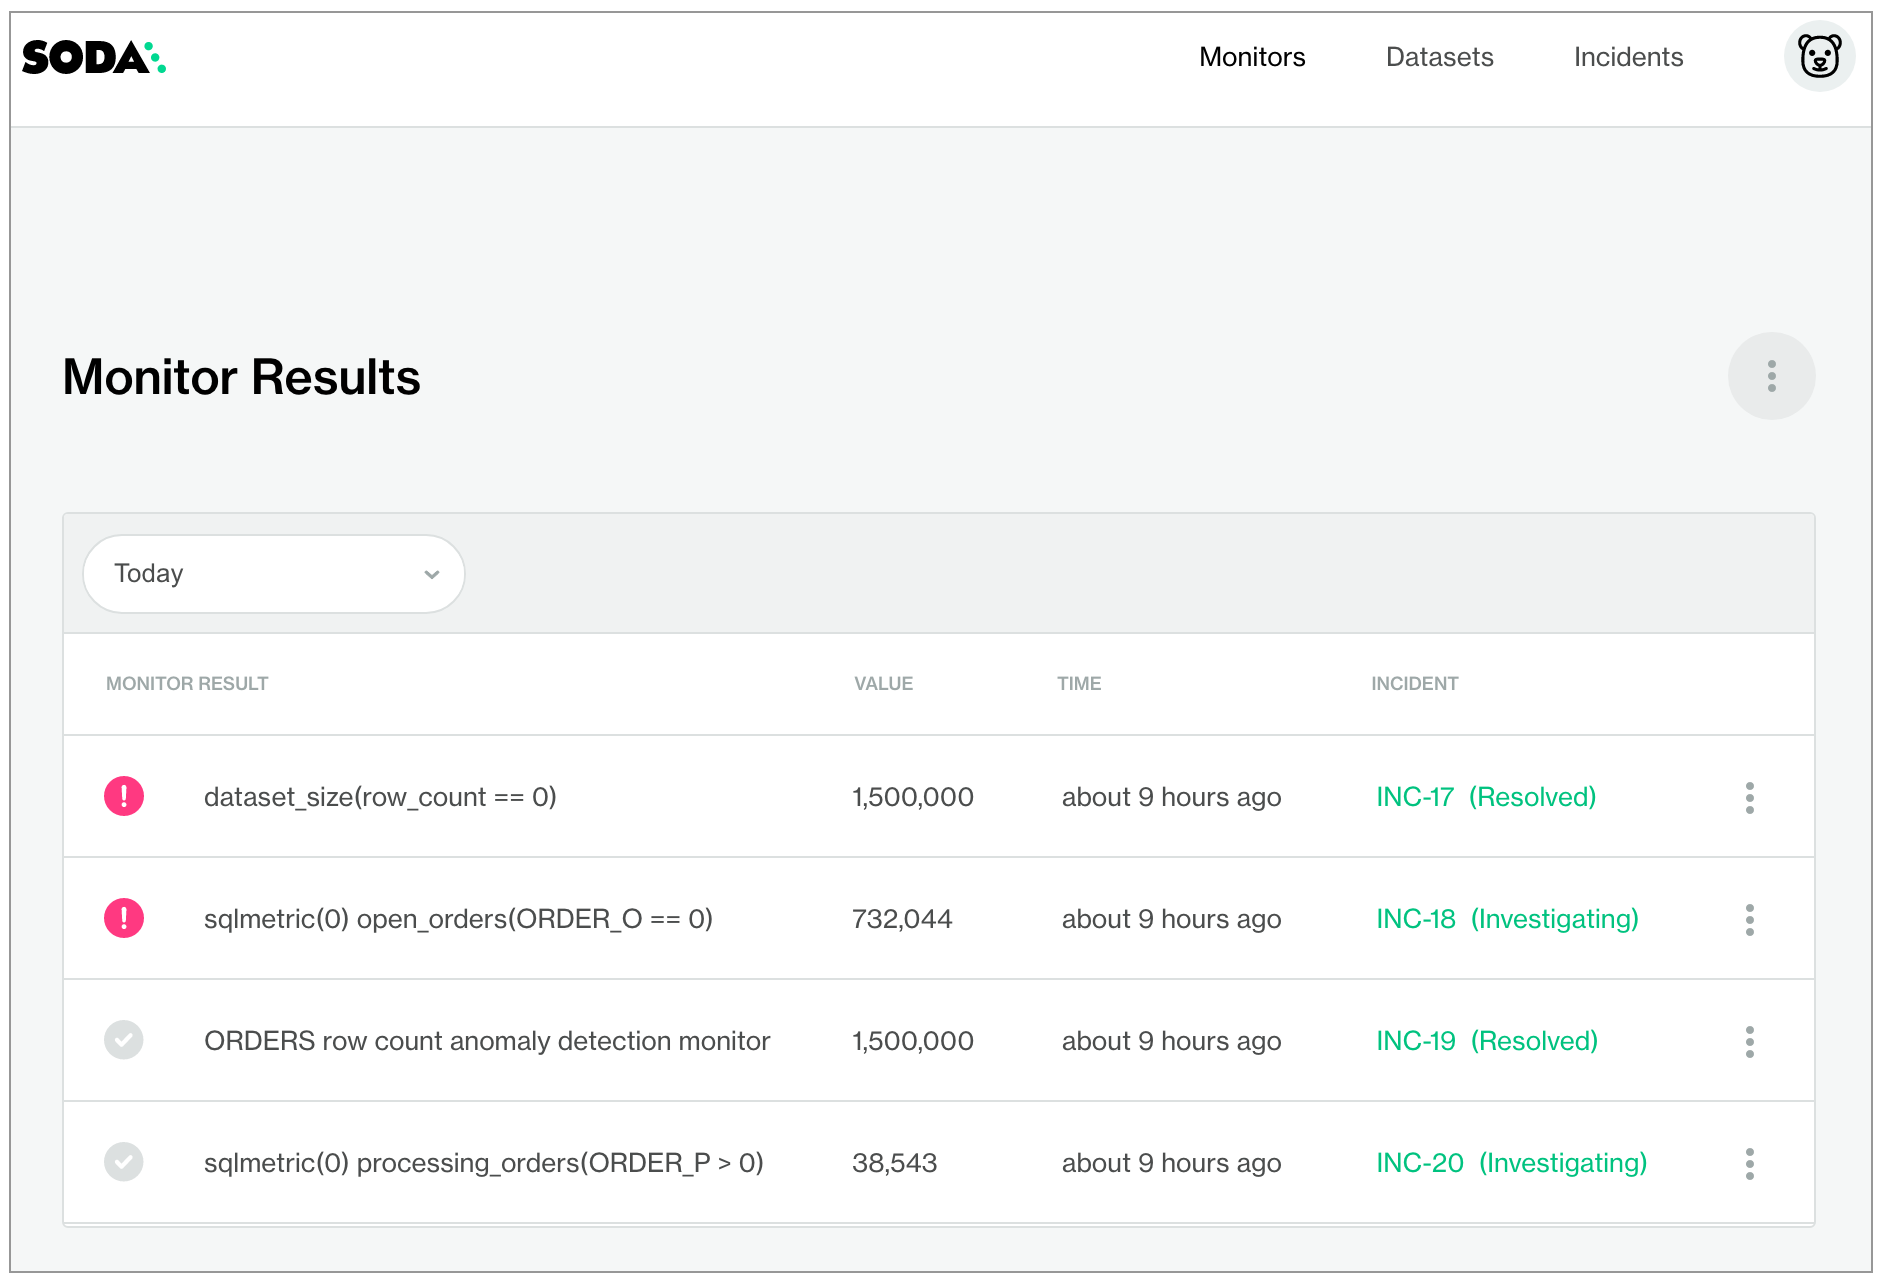 SODA
Monitors Datasets Incidents
Monitor Results
Today
MONITOR RESULT VALUE TIME INCIDENT
dataset_size(row_count == 0) 1,500,000 about 9 hours ago INC-17 (Resolved)
sqlmetric(0) open_orders(ORDER_O == 0) 732,044 about 9 hours ago INC-18 (Investigating)
ORDERS row count anomaly detection monitor 1,500,000 about 9 hours ago INC-19 (Resolved)
sqlmetric(0) processing_orders(ORDER_P > 0) 38,543 about 9 hours ago INC-20 (Investigating)